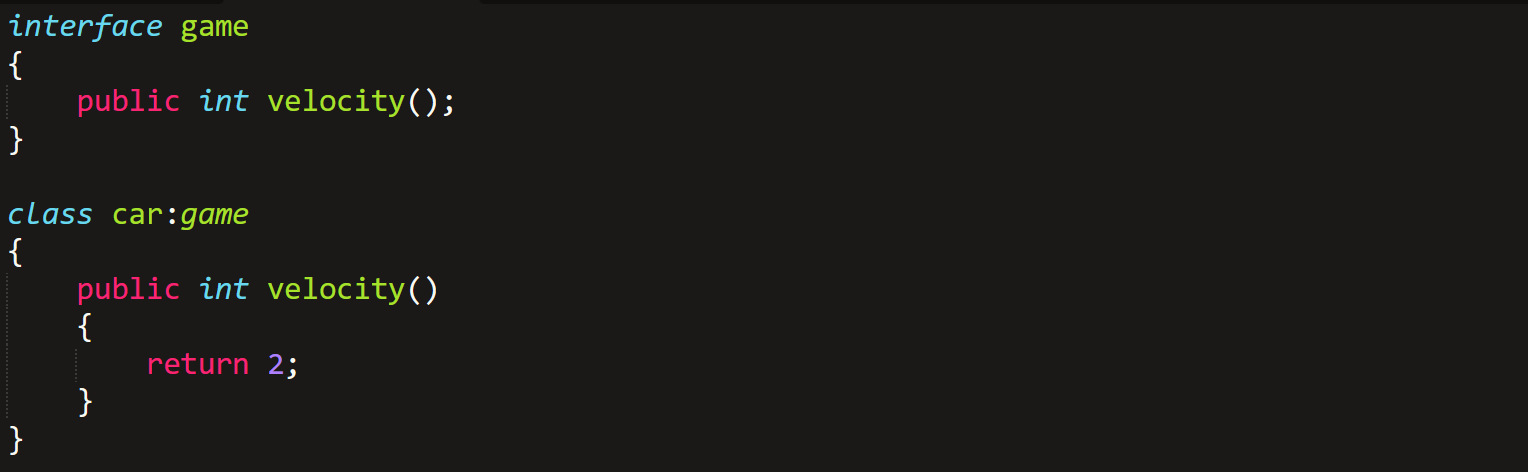 interface game
{
    public int velocity();
}

class car:game
{
    public int velocity()
    {
        return 2;
    }
}